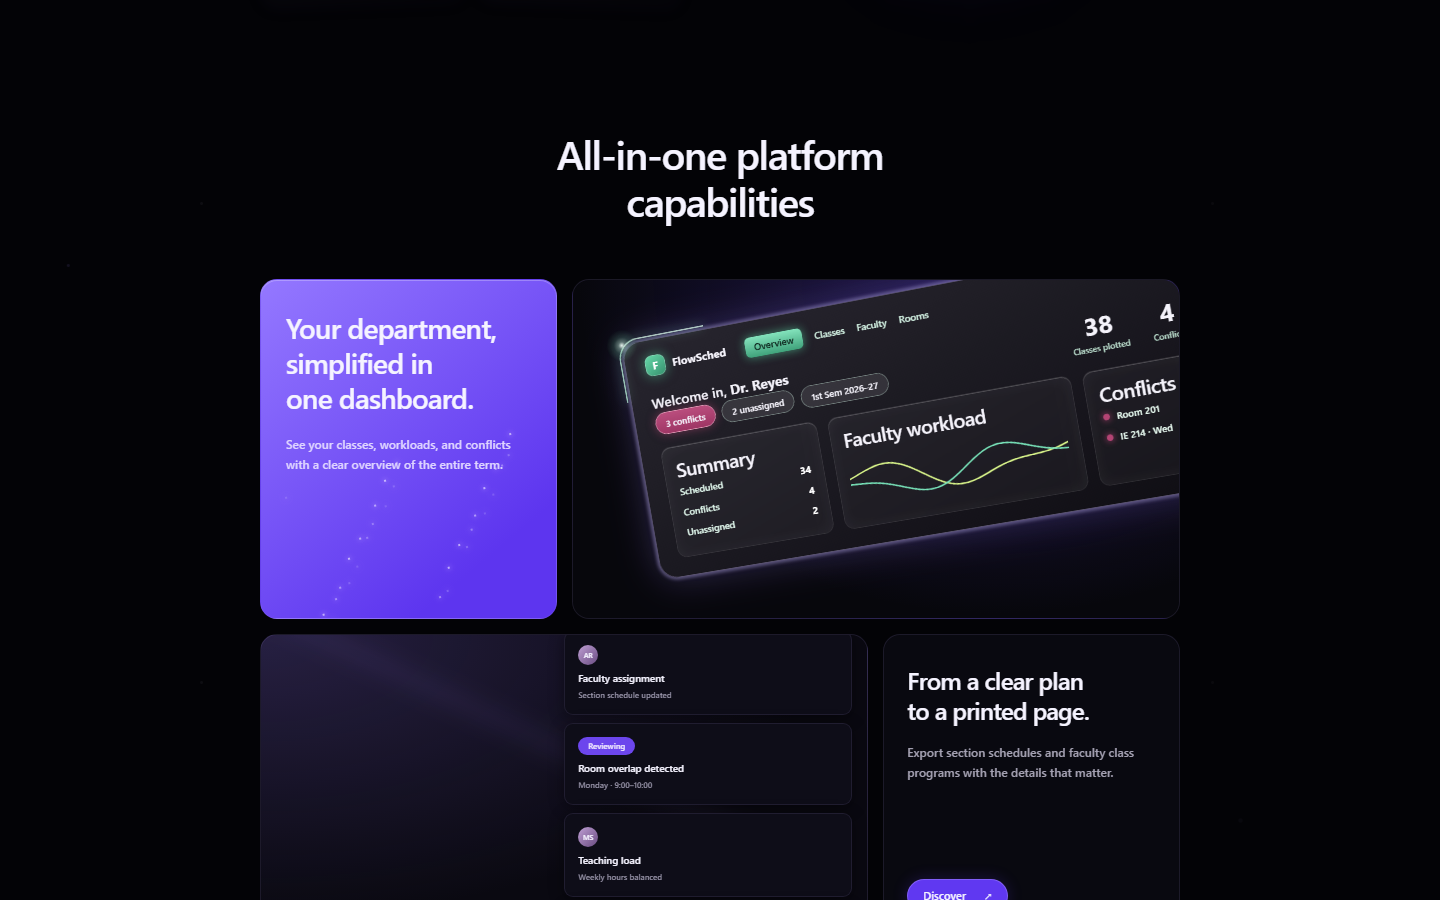 All-in-one platform
capabilities
Your department,
simplified in
one dashboard.
See your classes, workloads, and conflicts
with a clear overview of the entire term.
F FlowSched Overview Classes Faculty Rooms
38
Classes plotted
4
Welcome in, Dr. Reyes
3 conflicts 2 unassigned 1st Sem 2026–27
Summary
Scheduled 34
Conflicts 4
Unassigned 2
Faculty workload
Conflicts
Room 201
IE 214 · Wed
AR
Faculty assignment
Section schedule updated
Reviewing
Room overlap detected
Monday · 9:00–10:00
MS
Teaching load
Weekly hours balanced
From a clear plan
to a printed page.
Export section schedules and faculty class
programs with the details that matter.
Discover ↗